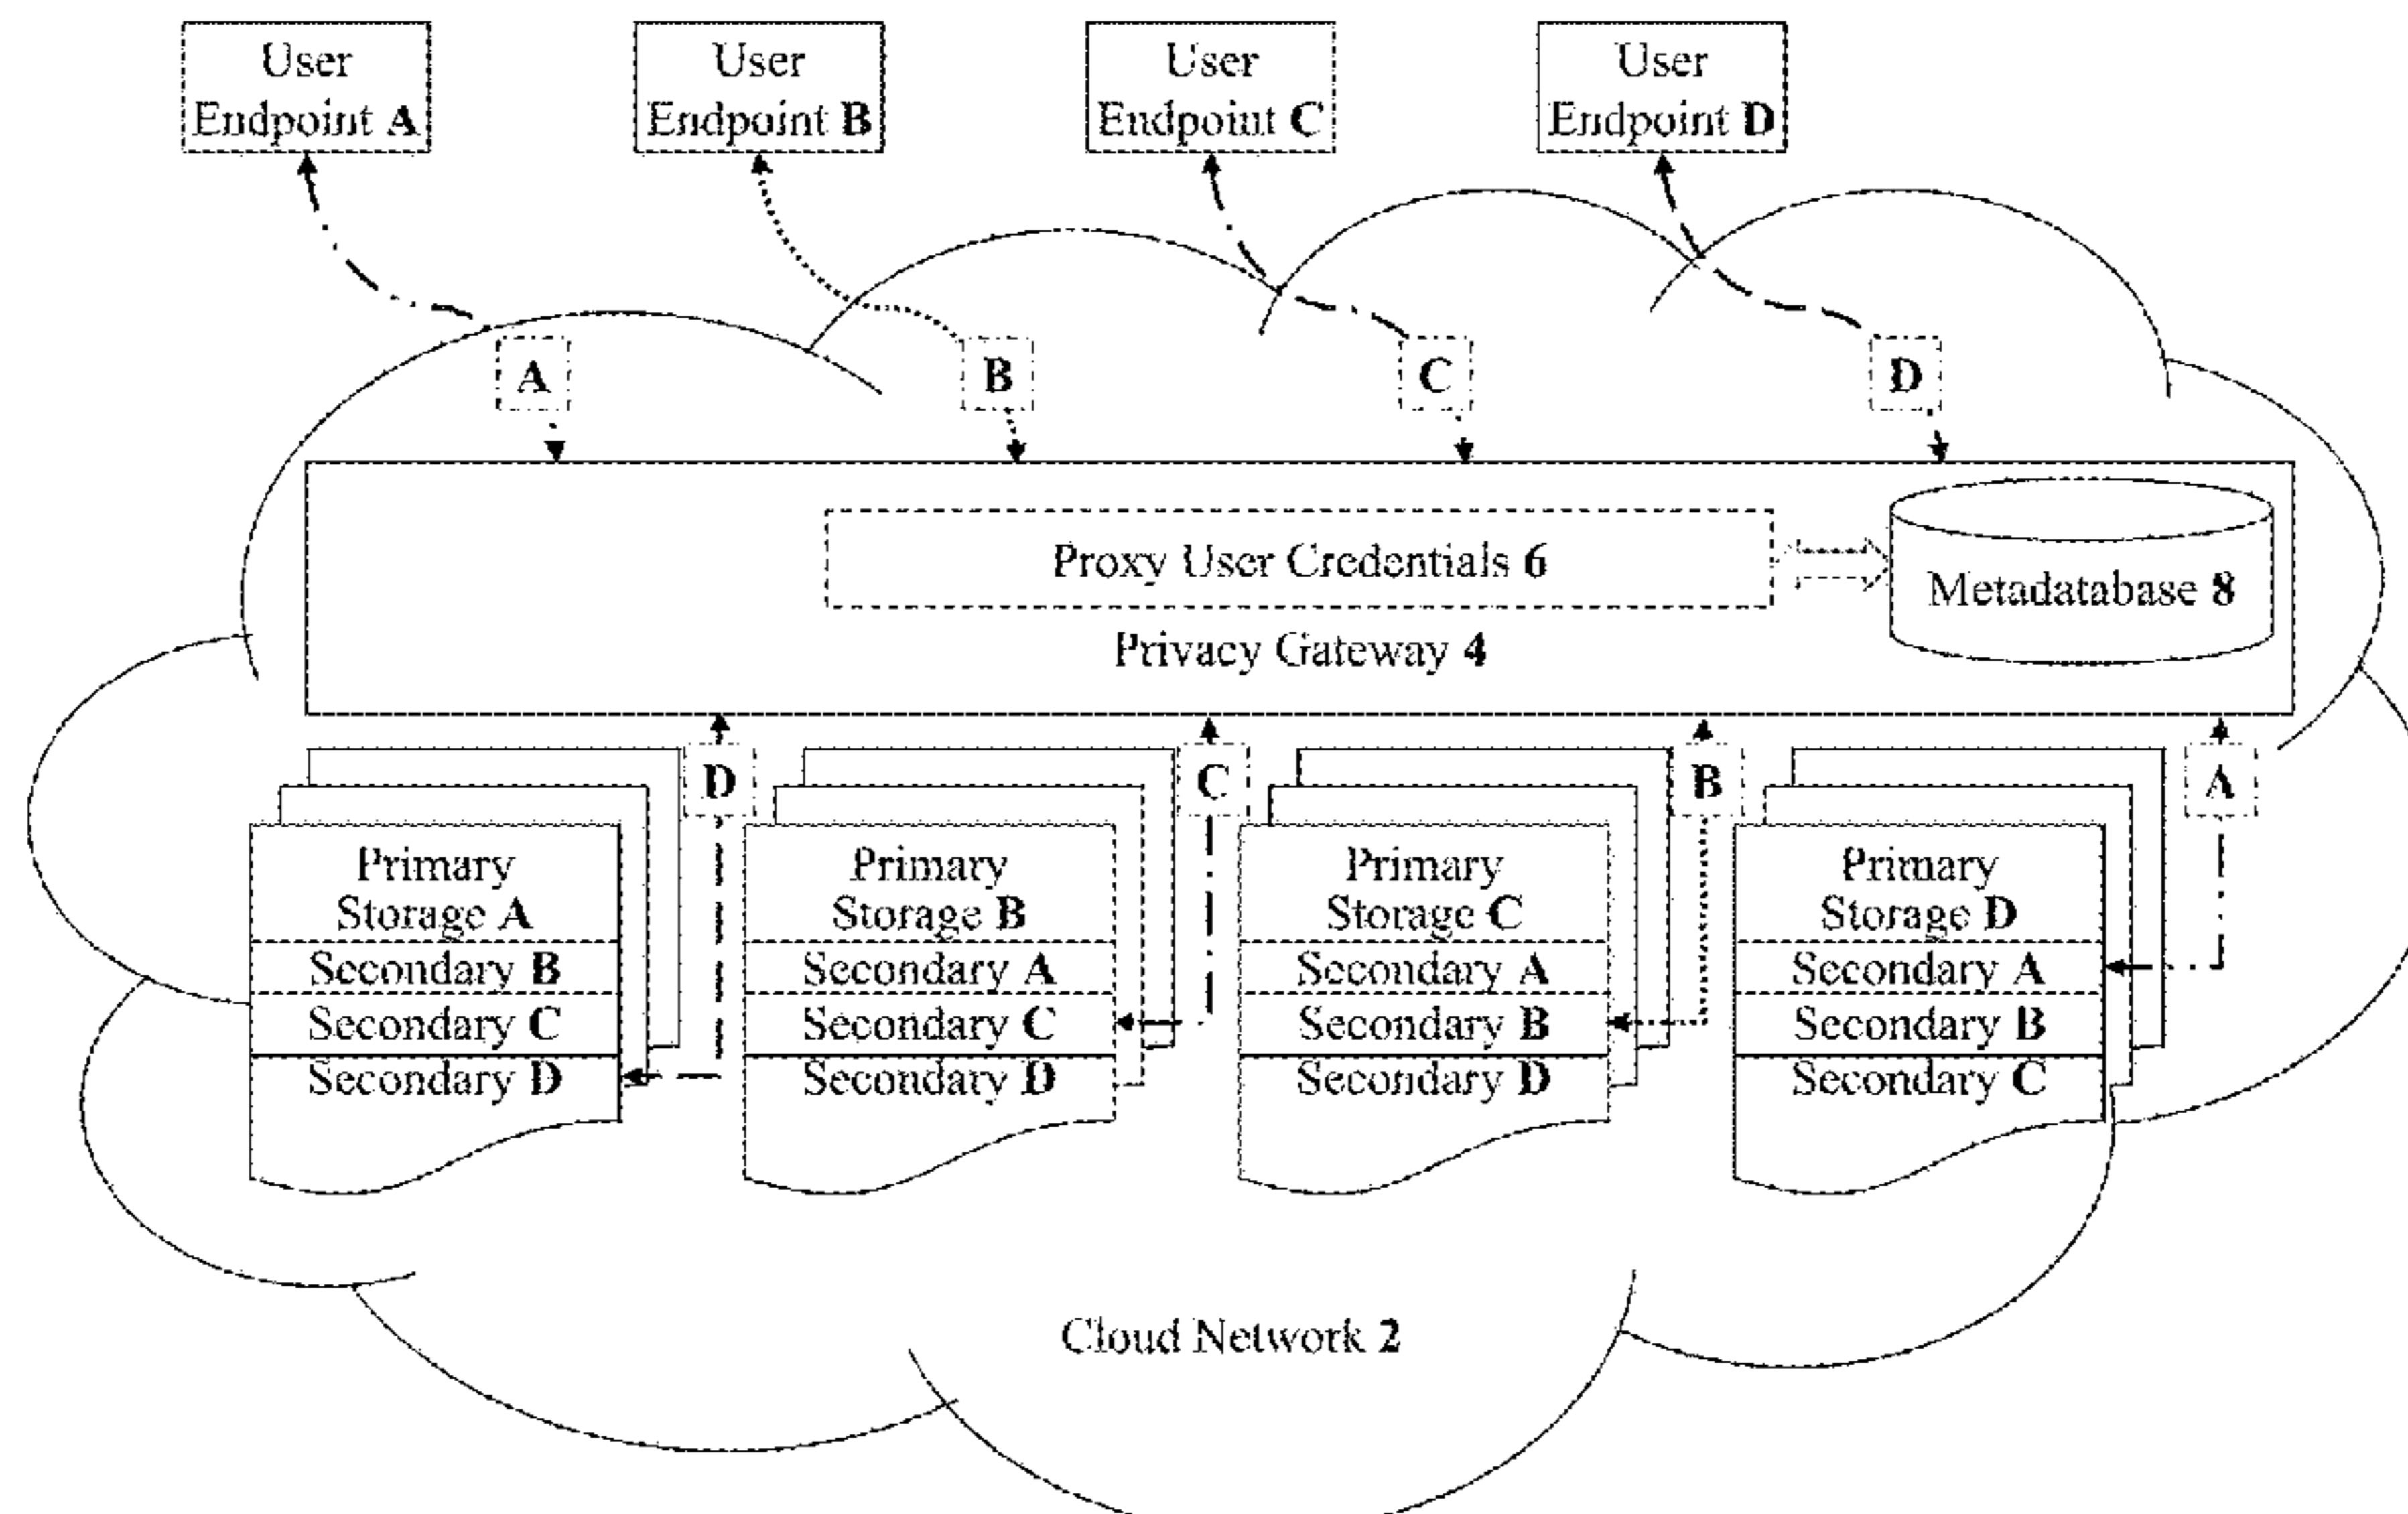 User
Endpoint A
User
Endpoint B
User
Endpoint C
User
Endpoint D
A
B
C
D
Proxy User Credentials 6
Metadatabase 8
Privacy Gateway 4
D
C
B
A
Primary
Storage A
Secondary B
Secondary C
Secondary D
Primary
Storage B
Secondary A
Secondary C
Secondary D
Primary
Storage C
Secondary A
Secondary B
Secondary D
Primary
Storage D
Secondary A
Secondary B
Secondary C
Cloud Network 2